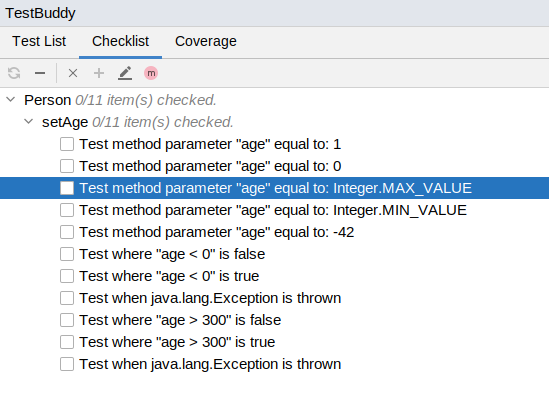 TestBuddy
Test List Checklist Coverage
m
Person 0/11 item(s) checked.
setAge 0/11 item(s) checked.
Test method parameter "age" equal to: 1
Test method parameter "age" equal to: 0
Test method parameter "age" equal to: Integer.MAX_VALUE
Test method parameter "age" equal to: Integer.MIN_VALUE
Test method parameter "age" equal to: -42
Test where "age < 0" is false
Test where "age < 0" is true
Test when java.lang.Exception is thrown
Test where "age > 300" is false
Test where "age > 300" is true
Test when java.lang.Exception is thrown